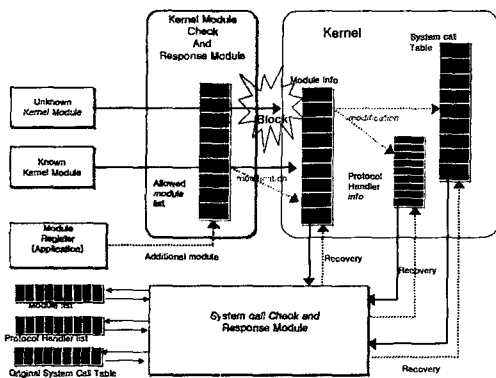 Kernel Module
Check
And
Response Module
Kernel
System call
Table
Module info
Unknown
Kernel Module
Block
modification
Known
Kernel Module
Allowed
module list
modification
Protocol
Handler
info
Module
Register
(Application)
Additional module
Recovery
Recovery
Module list
Protocol Handler list
Original System Call Table
System call Check and
Response Module
Recovery